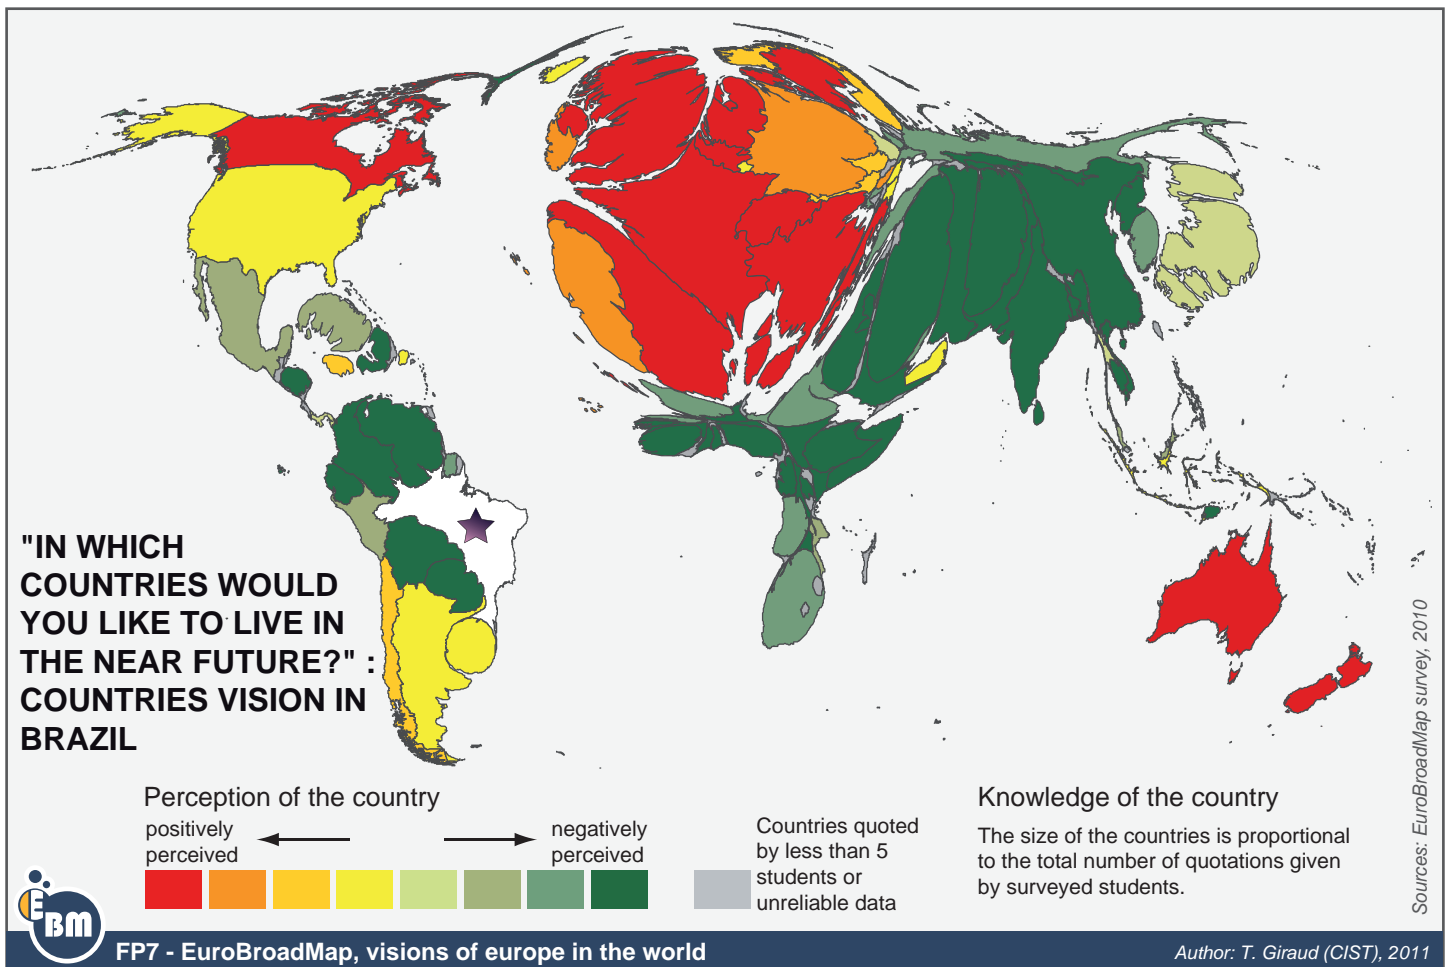 "IN WHICH
COUNTRIES WOULD
YOU LIKE TO LIVE IN
THE NEAR FUTURE?" :
COUNTRIES VISION IN
BRAZIL
Perception of the country
positively
perceived
negatively
perceived
Countries quoted
by less than 5
students or
unreliable data
Knowledge of the country
The size of the countries is proportional
to the total number of quotations given
by surveyed students.
Sources: EuroBroadMap survey, 2010
EBM
FP7 - EuroBroadMap, visions of europe in the world
Author: T. Giraud (CIST), 2011